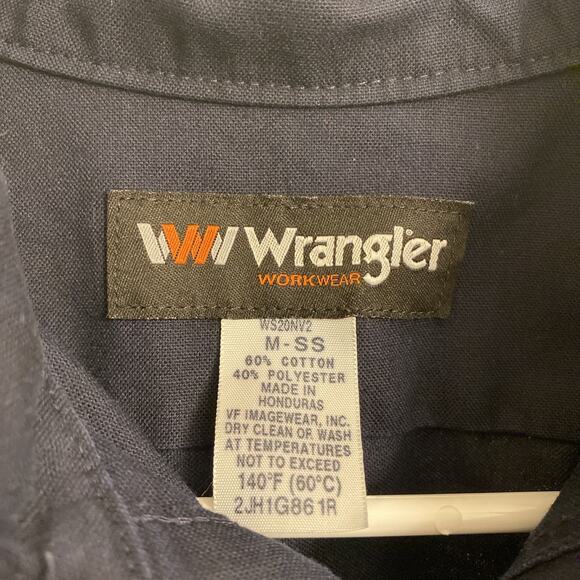 Wrangler
WORKWEAR
WS20NV2
M-SS
60% COTTON
40% POLYESTER
MADE IN
HONDURAS
VF IMAGEWEAR, INC.
DRY CLEAN OR WASH
AT TEMPERATURES
NOT TO EXCEED
140°F (60°C)
2JH1G861R